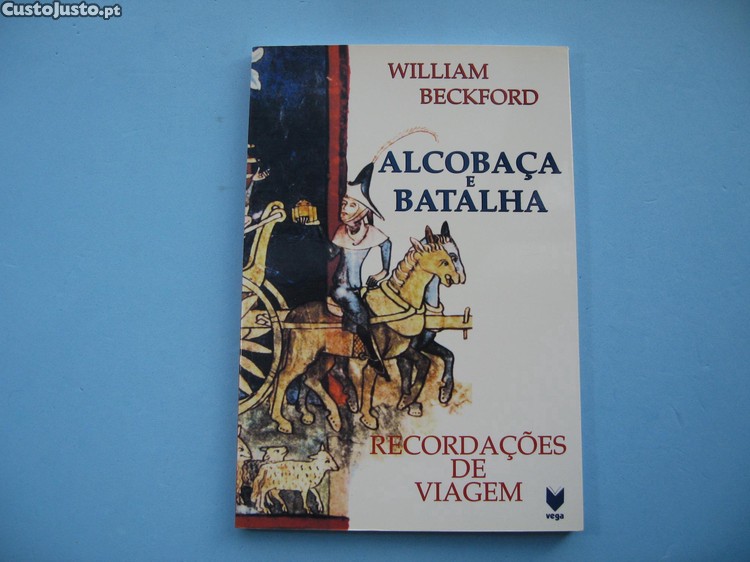 CustoJusto.pt
WILLIAM
BECKFORD
ALCOBAÇA
E
BATALHA
RECORDAÇÕES
DE
VIAGEM
vega